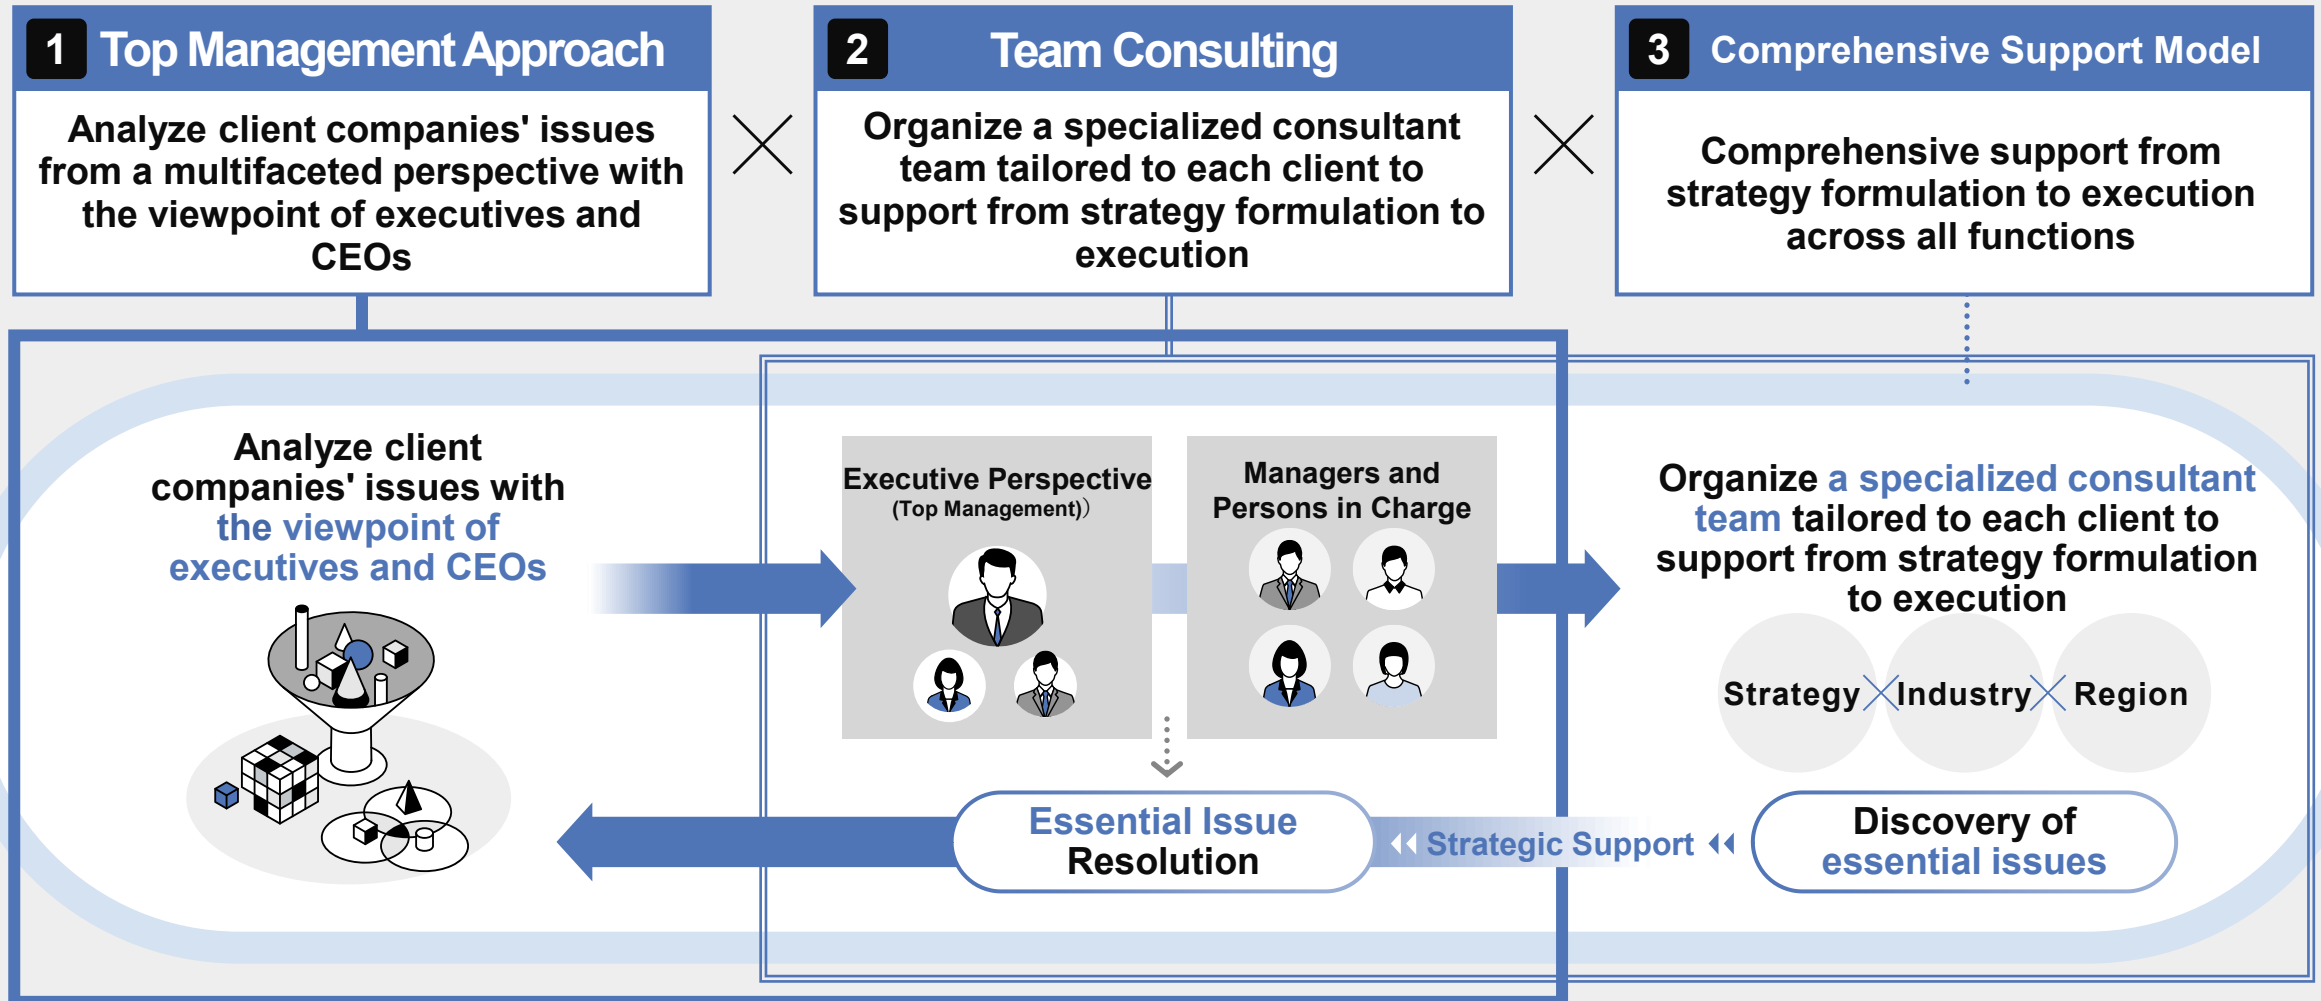 1 Top Management Approach
Analyze client companies' issues
from a multifaceted perspective with
the viewpoint of executives and
CEOs
2 Team Consulting
Organize a specialized consultant
team tailored to each client to
support from strategy formulation to
execution
3 Comprehensive Support Model
Comprehensive support from
strategy formulation to execution
across all functions
Analyze client
companies' issues with
the viewpoint of
executives and CEOs
Executive Perspective
(Top Management)）
Managers and
Persons in Charge
Organize a specialized consultant
team tailored to each client to
support from strategy formulation
to execution
Strategy Industry Region
Essential Issue
Resolution
Strategic Support
Discovery of
essential issues